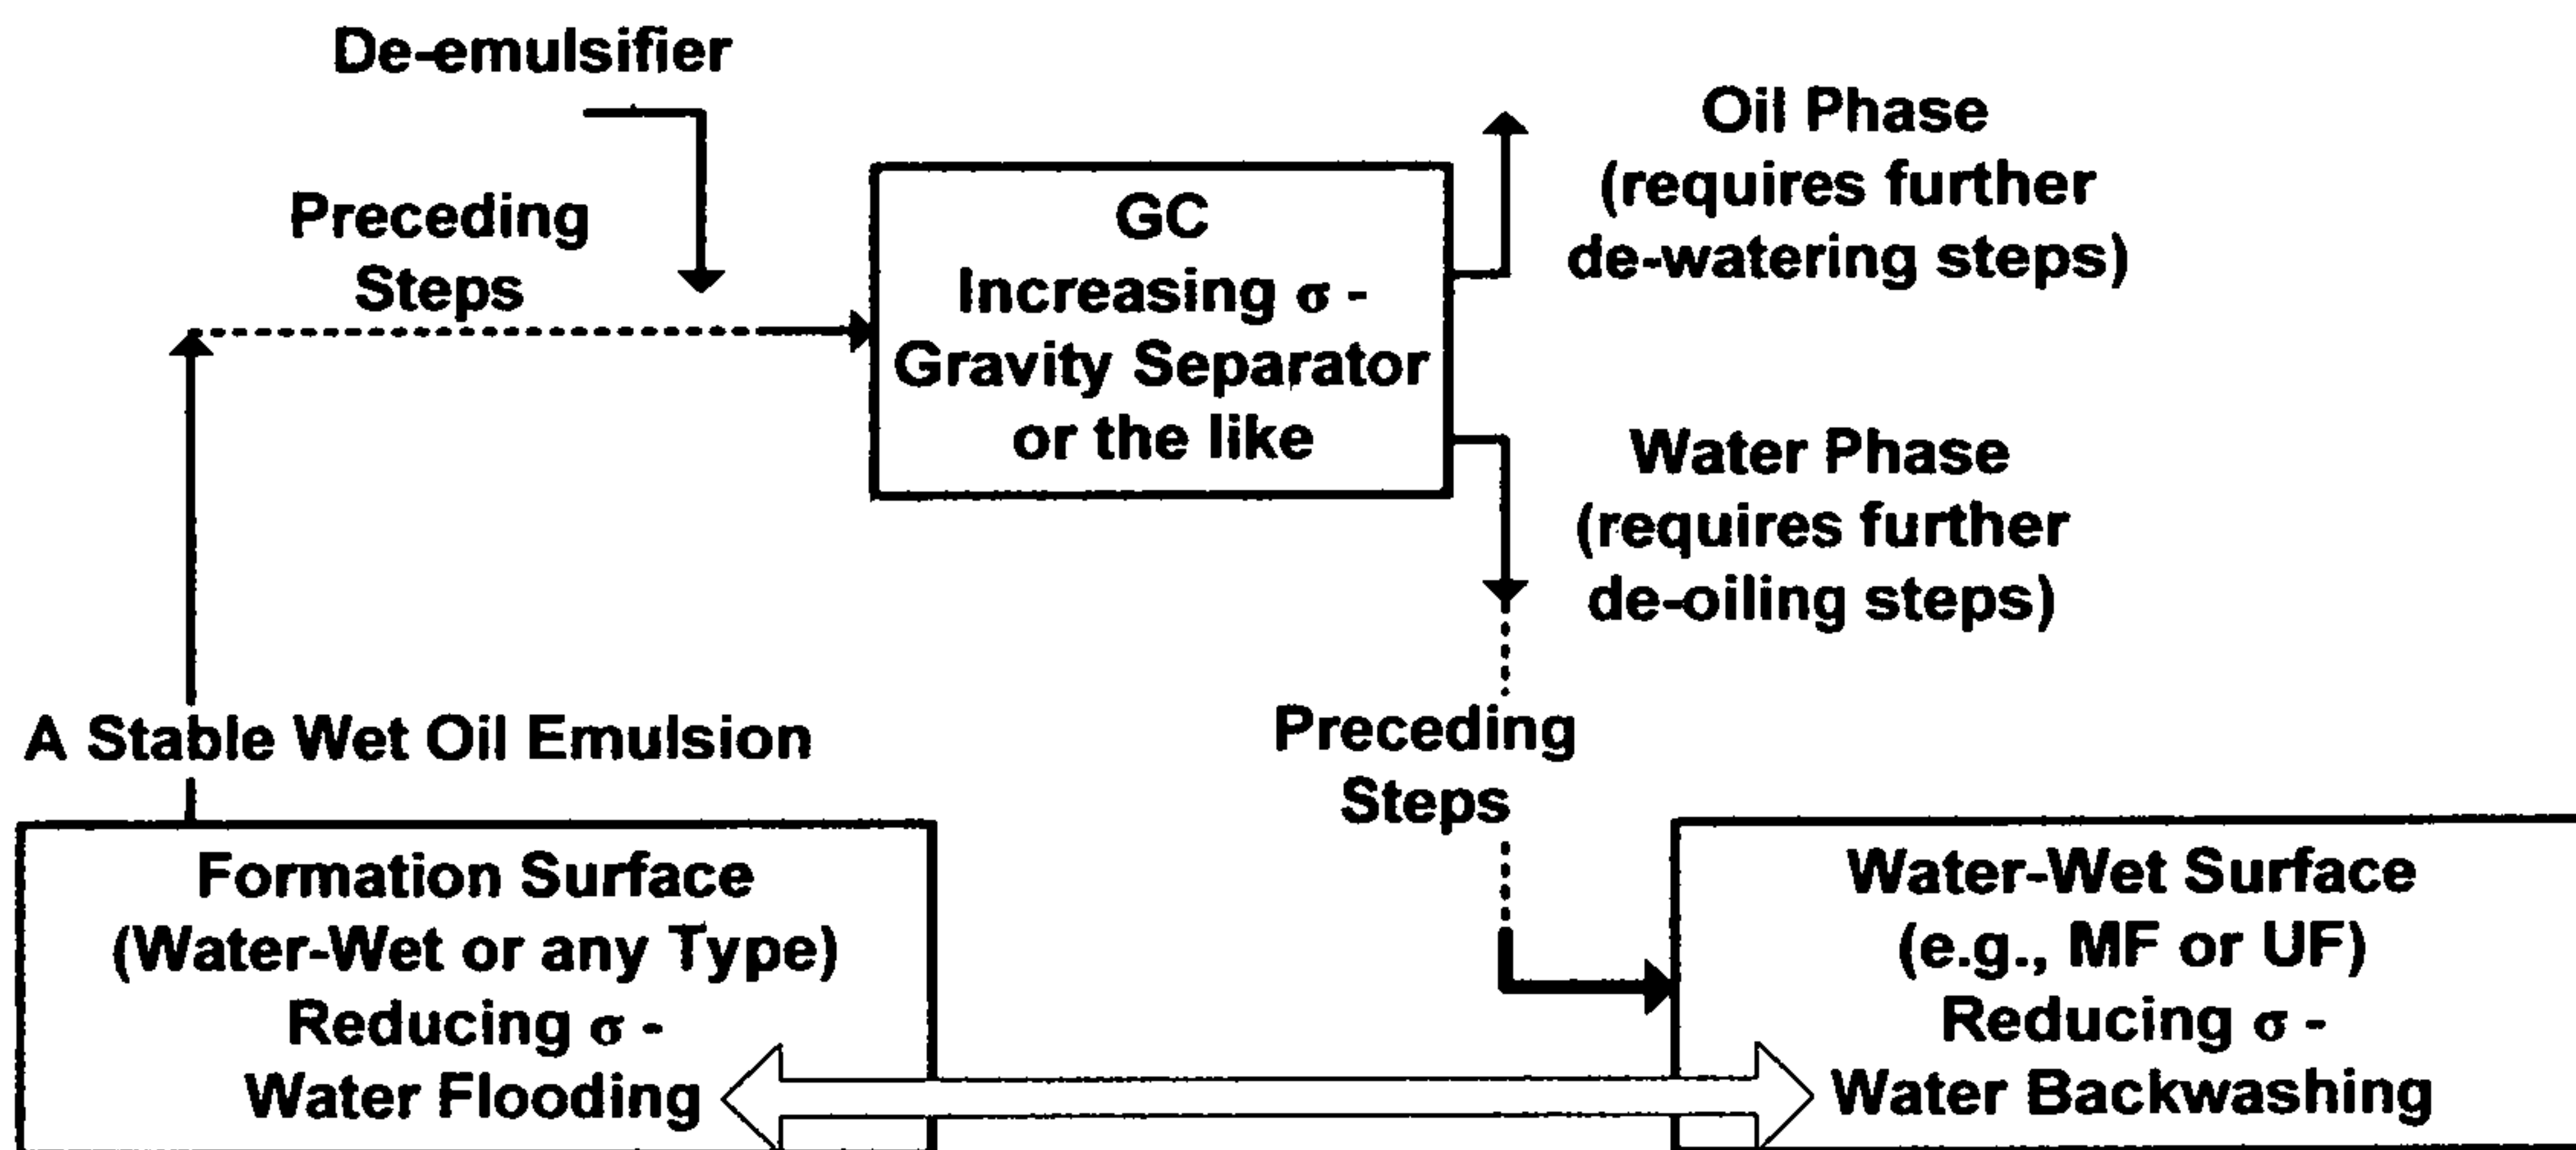 De-emulsifier
Preceding
Steps
GC
Increasing σ -
Gravity Separator
or the like
Oil Phase
(requires further
de-watering steps)
Water Phase
(requires further
de-oiling steps)
A Stable Wet Oil Emulsion
Preceding
Steps
Formation Surface
(Water-Wet or any Type)
Reducing σ -
Water Flooding
Water-Wet Surface
(e.g., MF or UF)
Reducing σ -
Water Backwashing